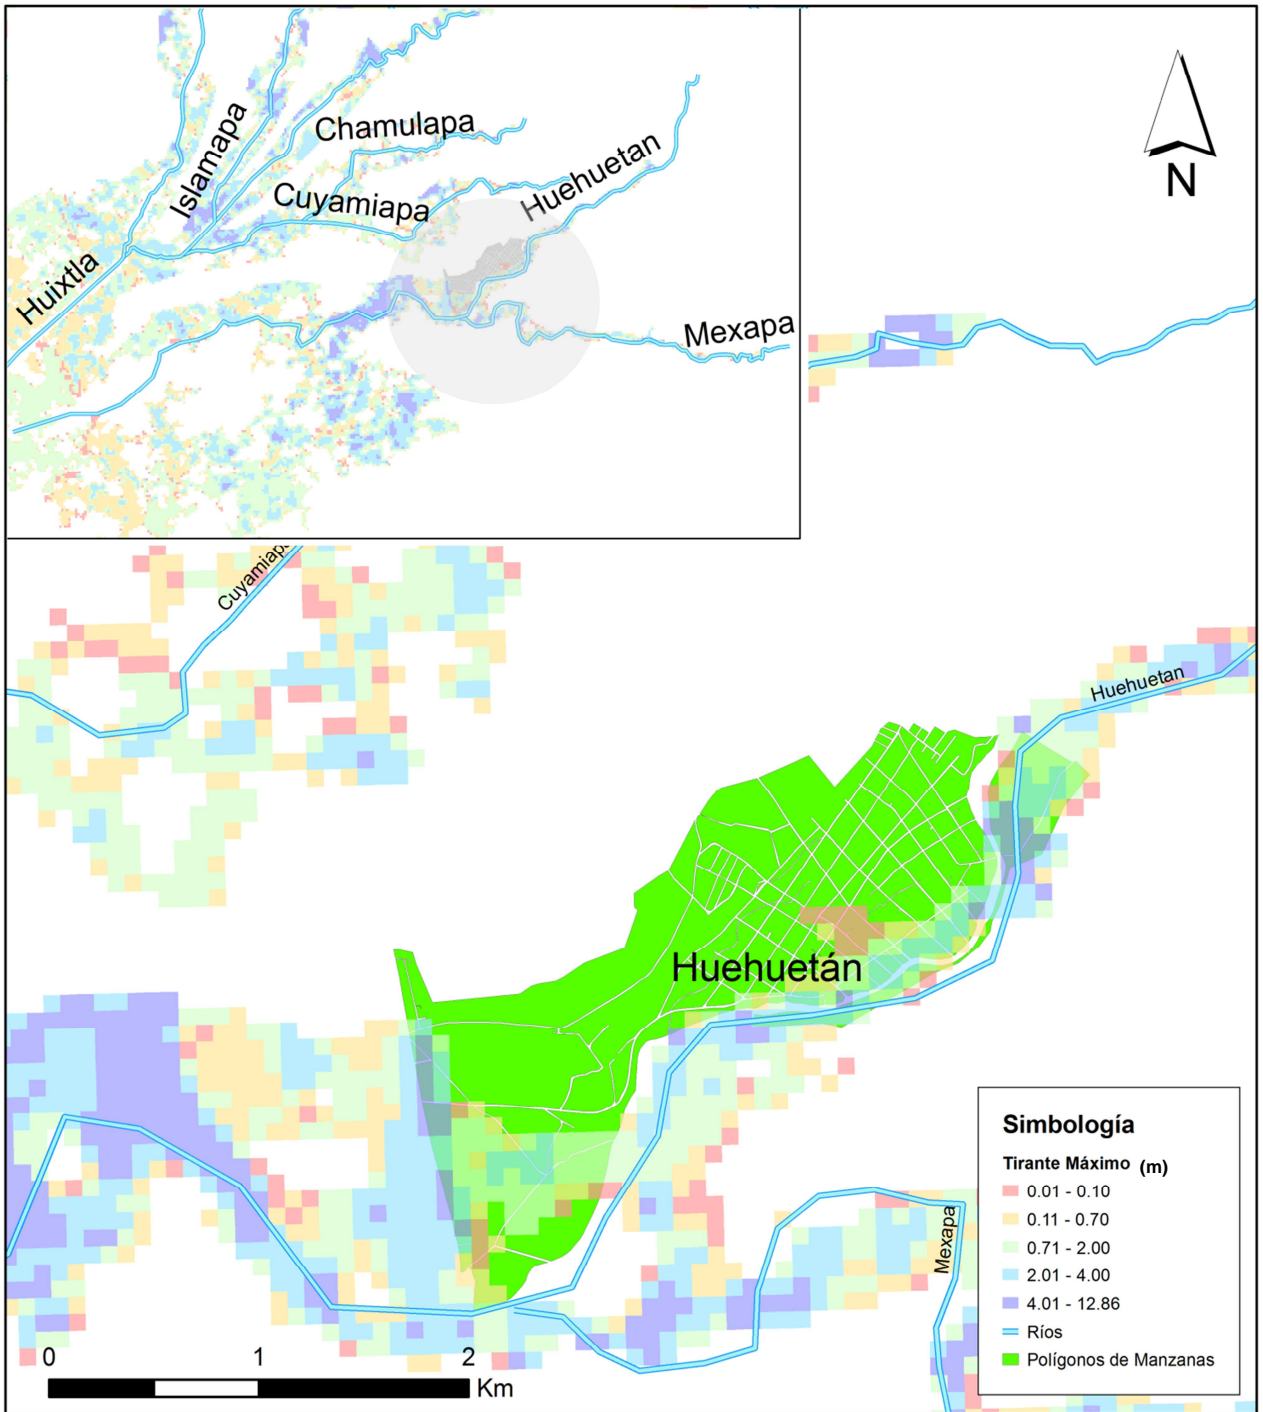 Islamapa
Chamulapa
Huehuetan
Cuyamiapa
Huixtla
Mexapa
N
Cuyamiapa
Huehuetan
Huehuetán
Mexapa
Simbología
Tirante Máximo (m)
0.01 - 0.10
0.11 - 0.70
0.71 - 2.00
2.01 - 4.00
4.01 - 12.86
Ríos
Polígonos de Manzanas
0 1 2
Km